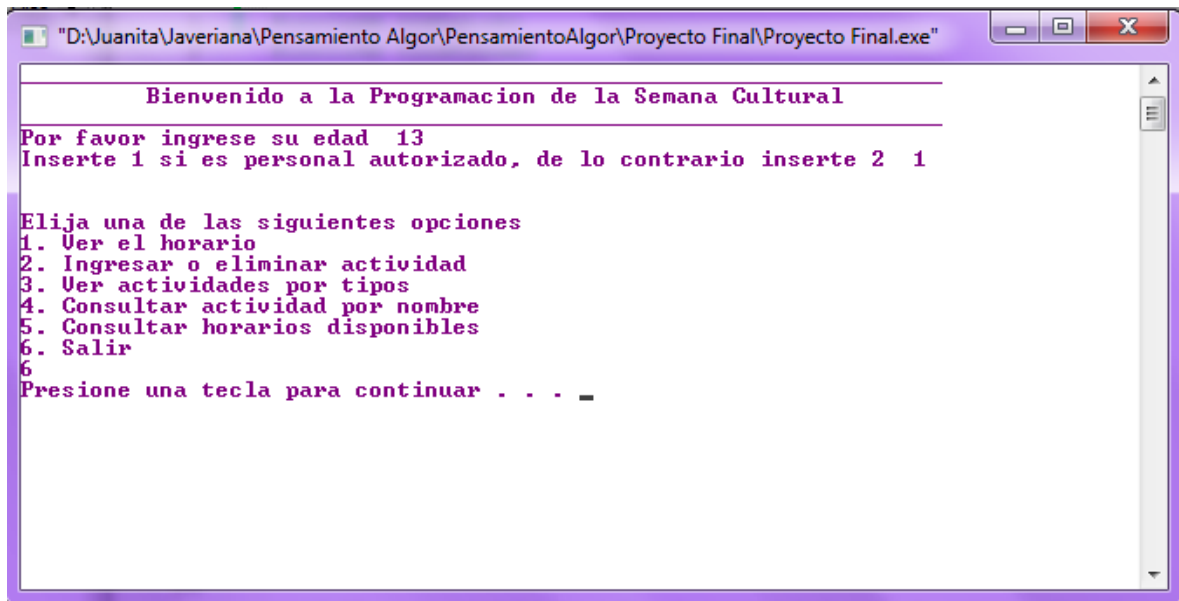 "D:\Juanita\Javeriana\Pensamiento Algor\PensamientoAlgor\Proyecto Final\Proyecto Final.exe"
Bienvenido a la Programacion de la Semana Cultural
Por favor ingrese su edad  13
Inserte 1 si es personal autorizado, de lo contrario inserte 2  1
Elija una de las siguientes opciones
1. Ver el horario
2. Ingresar o eliminar actividad
3. Ver actividades por tipos
4. Consultar actividad por nombre
5. Consultar horarios disponibles
6. Salir
6
Presione una tecla para continuar . . . _